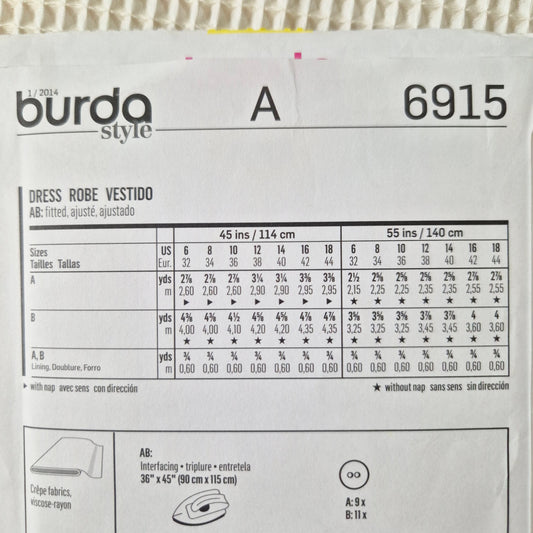 1 / 2014
burda A 6915
style
DRESS ROBE VESTIDO
AB: fitted, ajusté, ajustado
45 ins / 114 cm 55 ins / 140 cm
Sizes US 6 8 10 12 14 16 18 6 8 10 12 14 16 18
Tailles Tallas Eur. 32 34 36 38 40 42 44 32 34 36 38 40 42 44
A yds 2⅞ 2⅞ 2⅞ 3¼ 3¼ 3⅜ 3⅜ 2½ 2⅝ 2⅝ 2⅝ 2⅝ 2⅞ 2⅞
m 2,60 2,60 2,60 2,90 2,90 2,95 2,95 2,15 2,25 2,25 2,35 2,35 2,55 2,55
▸ ▸ ▸ ▸ ▸ ▸ ▸ ★ ★ ★ ★ ★ ★ ★
B yds 4⅜ 4⅜ 4½ 4⅝ 4⅝ 4⅞ 4⅞ 3⅝ 3⅝ 3⅝ 3⅞ 3⅞ 4 4
m 4,00 4,00 4,10 4,20 4,20 4,35 4,35 3,25 3,25 3,25 3,45 3,45 3,60 3,60
★ ★ ★ ★ ★ ★ ★ ★ ★ ★ ★ ★ ★ ★
A, B yds ¾ ¾ ¾ ¾ ¾ ¾ ¾ ¾ ¾ ¾ ¾ ¾ ¾ ¾
Lining, Doublure, Forro m 0,60 0,60 0,60 0,60 0,60 0,60 0,60 0,60 0,60 0,60 0,60 0,60 0,60 0,60
▸ with nap avec sens con dirección ★ without nap sans sens sin dirección
AB:
Interfacing • triplure • entretela
36" x 45" (90 cm x 115 cm)
Crêpe fabrics,
viscose-rayon
A: 9 x
B: 11 x